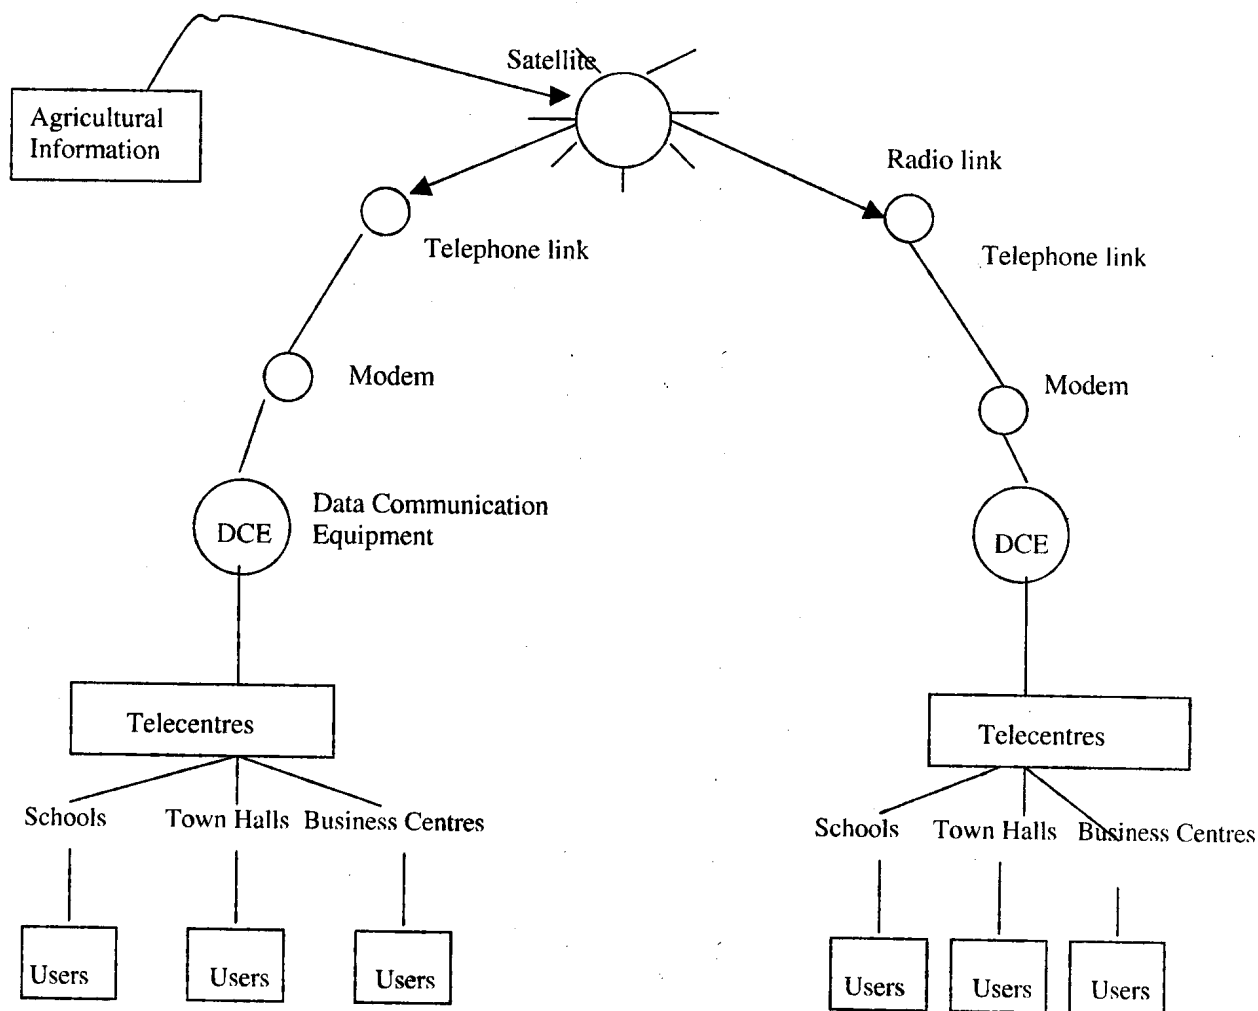 Satellite
Agricultural
Information
Radio link
Telephone link
Telephone link
Modem
Modem
Data Communication
Equipment
DCE
DCE
Telecentres
Telecentres
Schools
Town Halls
Business Centres
Schools
Town Halls
Business Centres
Users
Users
Users
Users
Users
Users